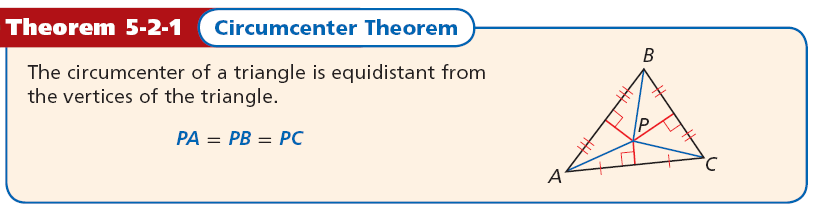 Theorem 5-2-1 Circumcenter Theorem
The circumcenter of a triangle is equidistant from
the vertices of the triangle.
PA = PB = PC
B
P
A
C